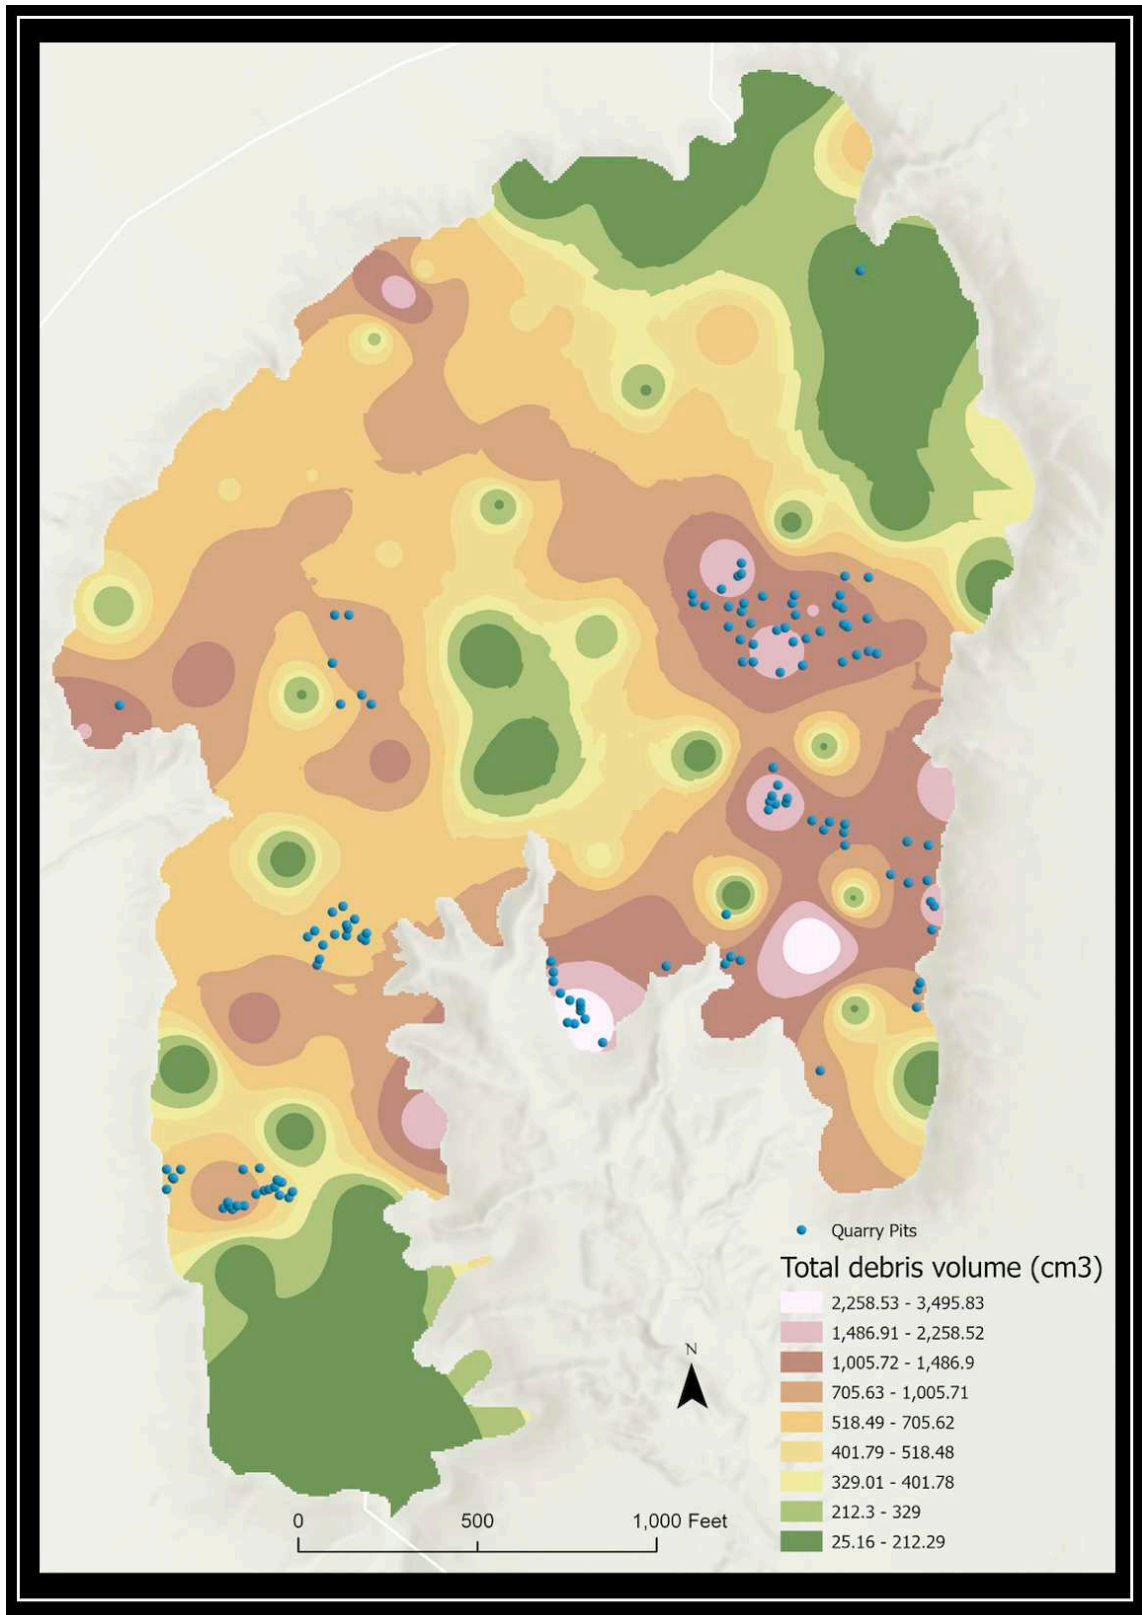 Quarry Pits
Total debris volume (cm3)
2,258.53 - 3,495.83
1,486.91 - 2,258.52
1,005.72 - 1,486.9
705.63 - 1,005.71
518.49 - 705.62
401.79 - 518.48
329.01 - 401.78
212.3 - 329
25.16 - 212.29
N
0 500 1,000 Feet